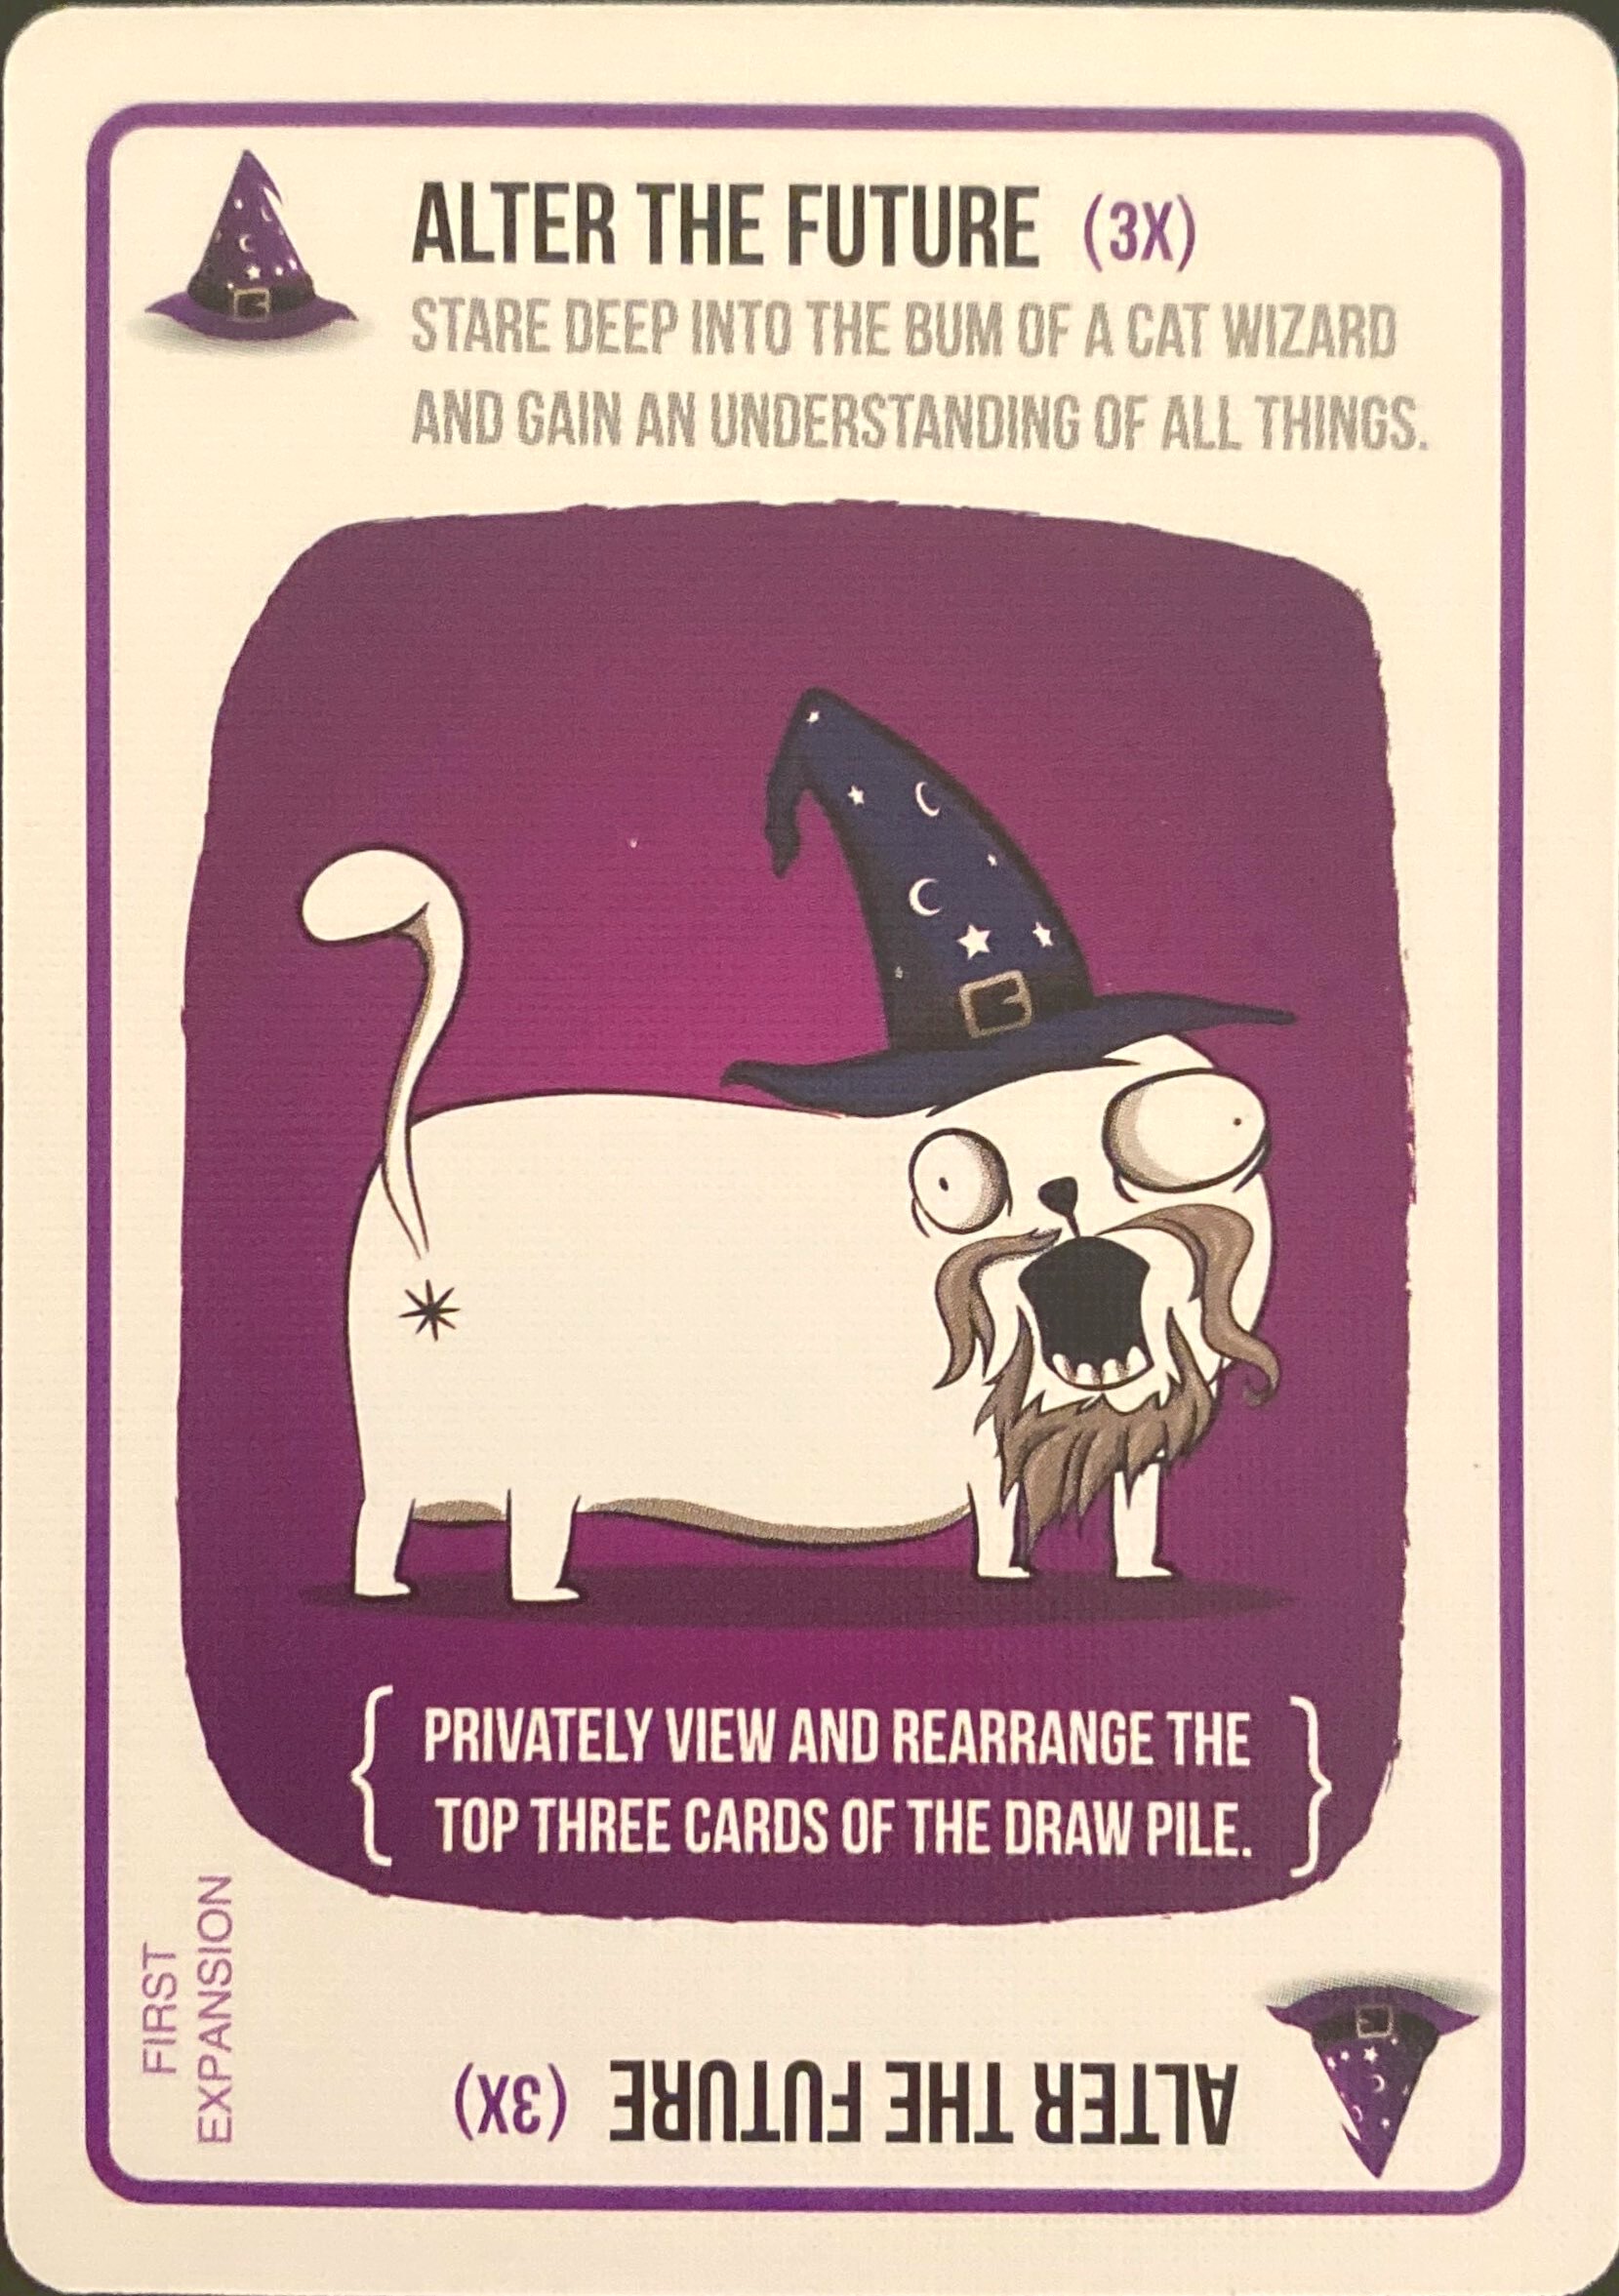 ALTER THE FUTURE (3X)
STARE DEEP INTO THE BUM OF A CAT WIZARD
AND GAIN AN UNDERSTANDING OF ALL THINGS.
{ PRIVATELY VIEW AND REARRANGE THE
TOP THREE CARDS OF THE DRAW PILE. }
FIRST
EXPANSION
ALTER THE FUTURE (3X)